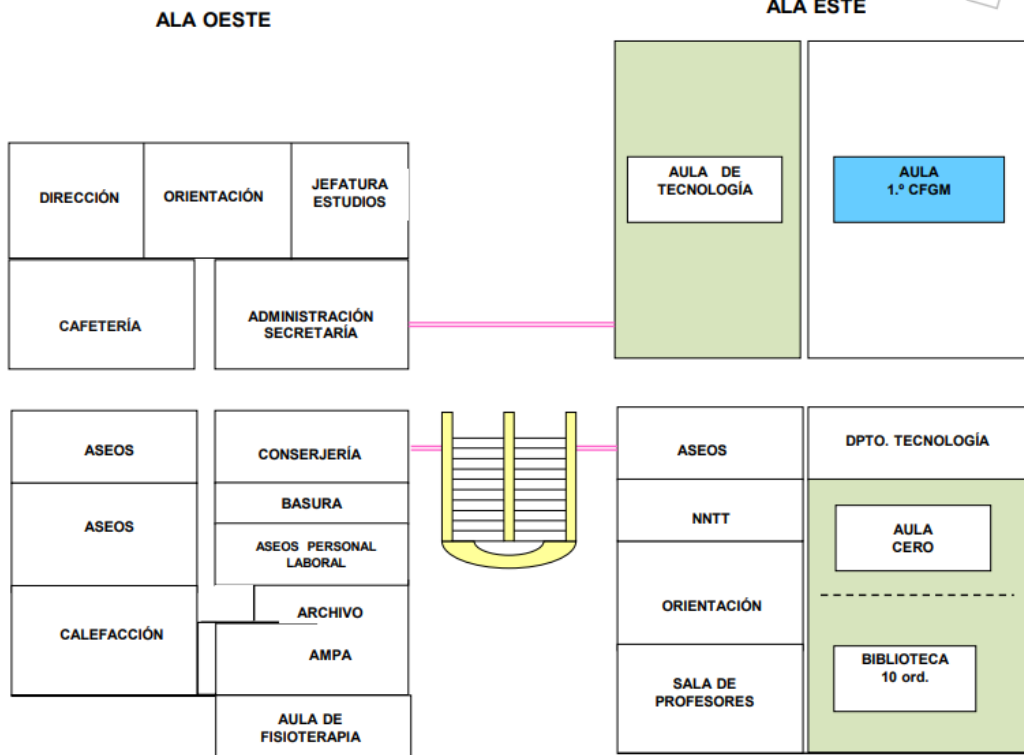 ALA OESTE
ALA ESTE
DIRECCIÓN
ORIENTACIÓN
JEFATURA
ESTUDIOS
AULA DE
TECNOLOGÍA
AULA
1.º CFGM
CAFETERÍA
ADMINISTRACIÓN
SECRETARÍA
ASEOS
CONSERJERÍA
ASEOS
DPTO. TECNOLOGÍA
BASURA
ASEOS
NNTT
AULA
CERO
ASEOS PERSONAL
LABORAL
ARCHIVO
ORIENTACIÓN
CALEFACCIÓN
AMPA
BIBLIOTECA
10 ord.
SALA DE
PROFESORES
AULA DE
FISIOTERAPIA